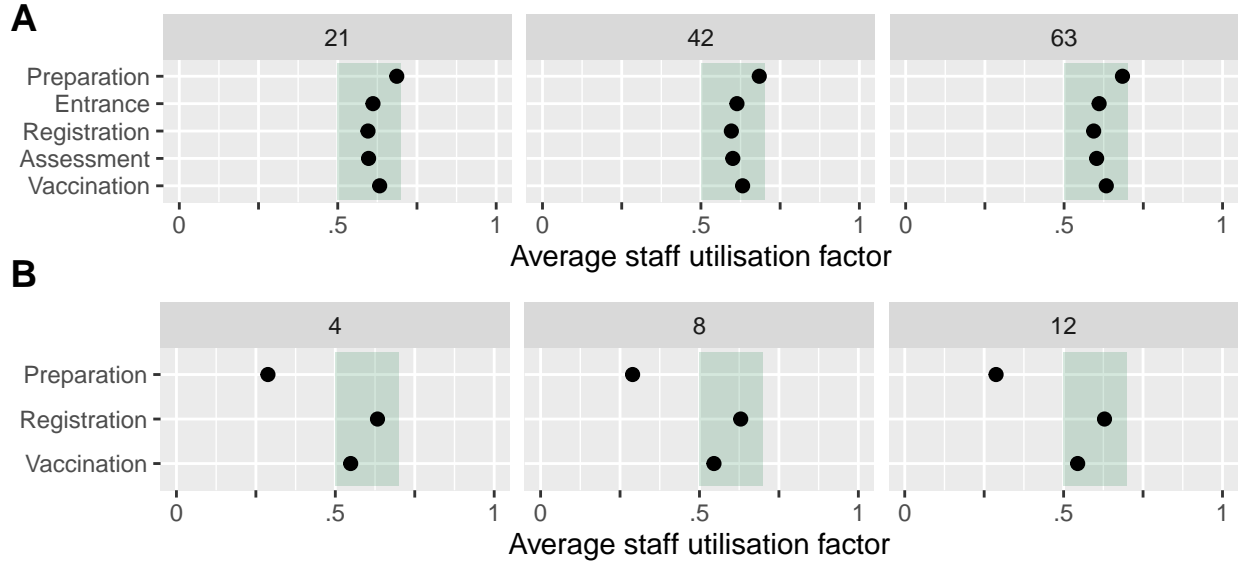 A
21 42 63
Preparation
Entrance
Registration
Assessment
Vaccination
0 .5 1 0 .5 1 0 .5 1
Average staff utilisation factor
B
4 8 12
Preparation
Registration
Vaccination
0 .5 1 0 .5 1 0 .5 1
Average staff utilisation factor